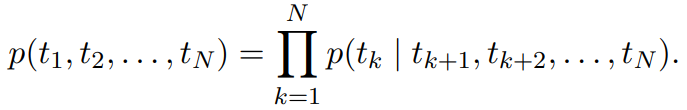 p(t_1, t_2, \ldots, t_N) = \prod_{k=1}^{N} p(t_k \mid t_{k+1}, t_{k+2}, \ldots, t_N).